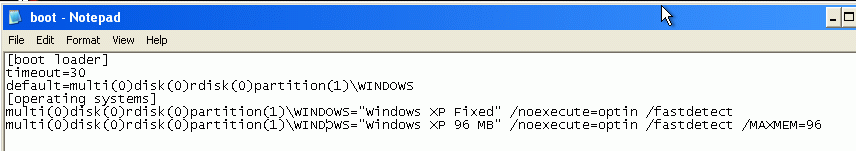 boot - Notepad
File Edit Format View Help
[boot loader]
timeout=30
default=multi(0)disk(0)rdisk(0)partition(1)\WINDOWS
[operating systems]
multi(0)disk(0)rdisk(0)partition(1)\WINDOWS="Windows XP Fixed" /noexecute=optin /fastdetect
multi(0)disk(0)rdisk(0)partition(1)\WINDOWS="Windows XP 96 MB" /noexecute=optin /fastdetect /MAXMEM=96